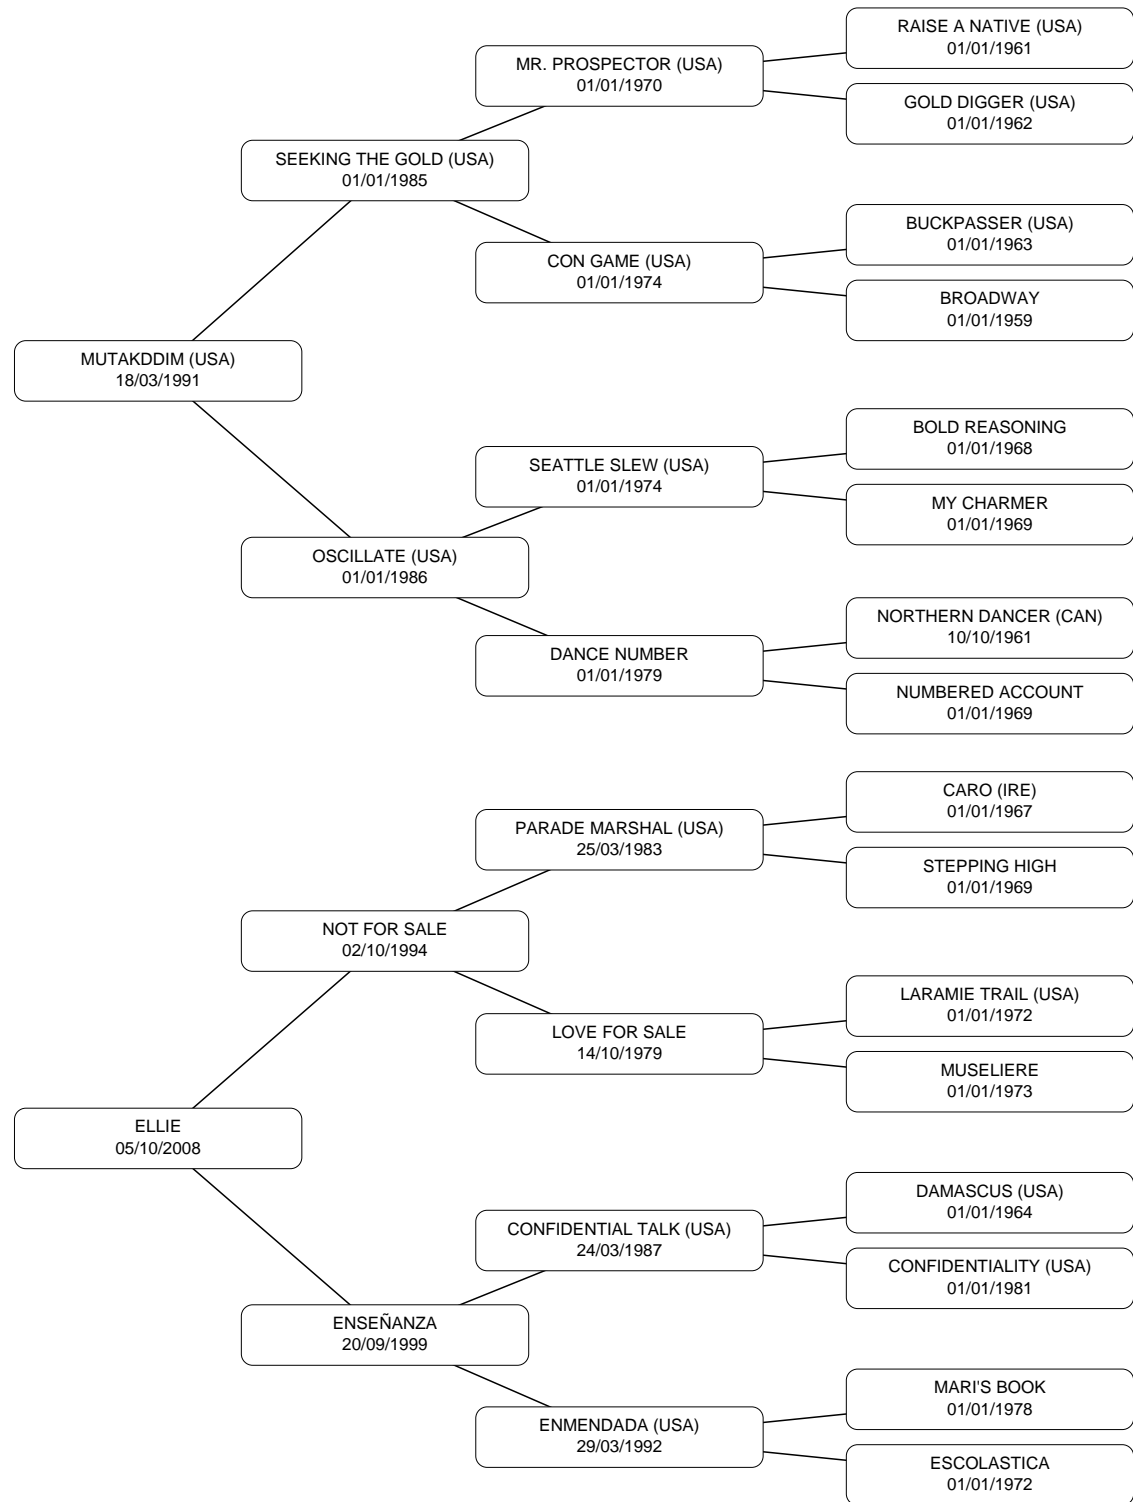 RAISE A NATIVE (USA)
01/01/1961
MR. PROSPECTOR (USA)
01/01/1970
GOLD DIGGER (USA)
01/01/1962
SEEKING THE GOLD (USA)
01/01/1985
BUCKPASSER (USA)
01/01/1963
CON GAME (USA)
01/01/1974
BROADWAY
01/01/1959
MUTAKDDIM (USA)
18/03/1991
BOLD REASONING
01/01/1968
SEATTLE SLEW (USA)
01/01/1974
MY CHARMER
01/01/1969
OSCILLATE (USA)
01/01/1986
NORTHERN DANCER (CAN)
10/10/1961
DANCE NUMBER
01/01/1979
NUMBERED ACCOUNT
01/01/1969
CARO (IRE)
01/01/1967
PARADE MARSHAL (USA)
25/03/1983
STEPPING HIGH
01/01/1969
NOT FOR SALE
02/10/1994
LARAMIE TRAIL (USA)
01/01/1972
LOVE FOR SALE
14/10/1979
MUSELIERE
01/01/1973
ELLIE
05/10/2008
DAMASCUS (USA)
01/01/1964
CONFIDENTIAL TALK (USA)
24/03/1987
CONFIDENTIALITY (USA)
01/01/1981
ENSEÑANZA
20/09/1999
MARI'S BOOK
01/01/1978
ENMENDADA (USA)
29/03/1992
ESCOLASTICA
01/01/1972